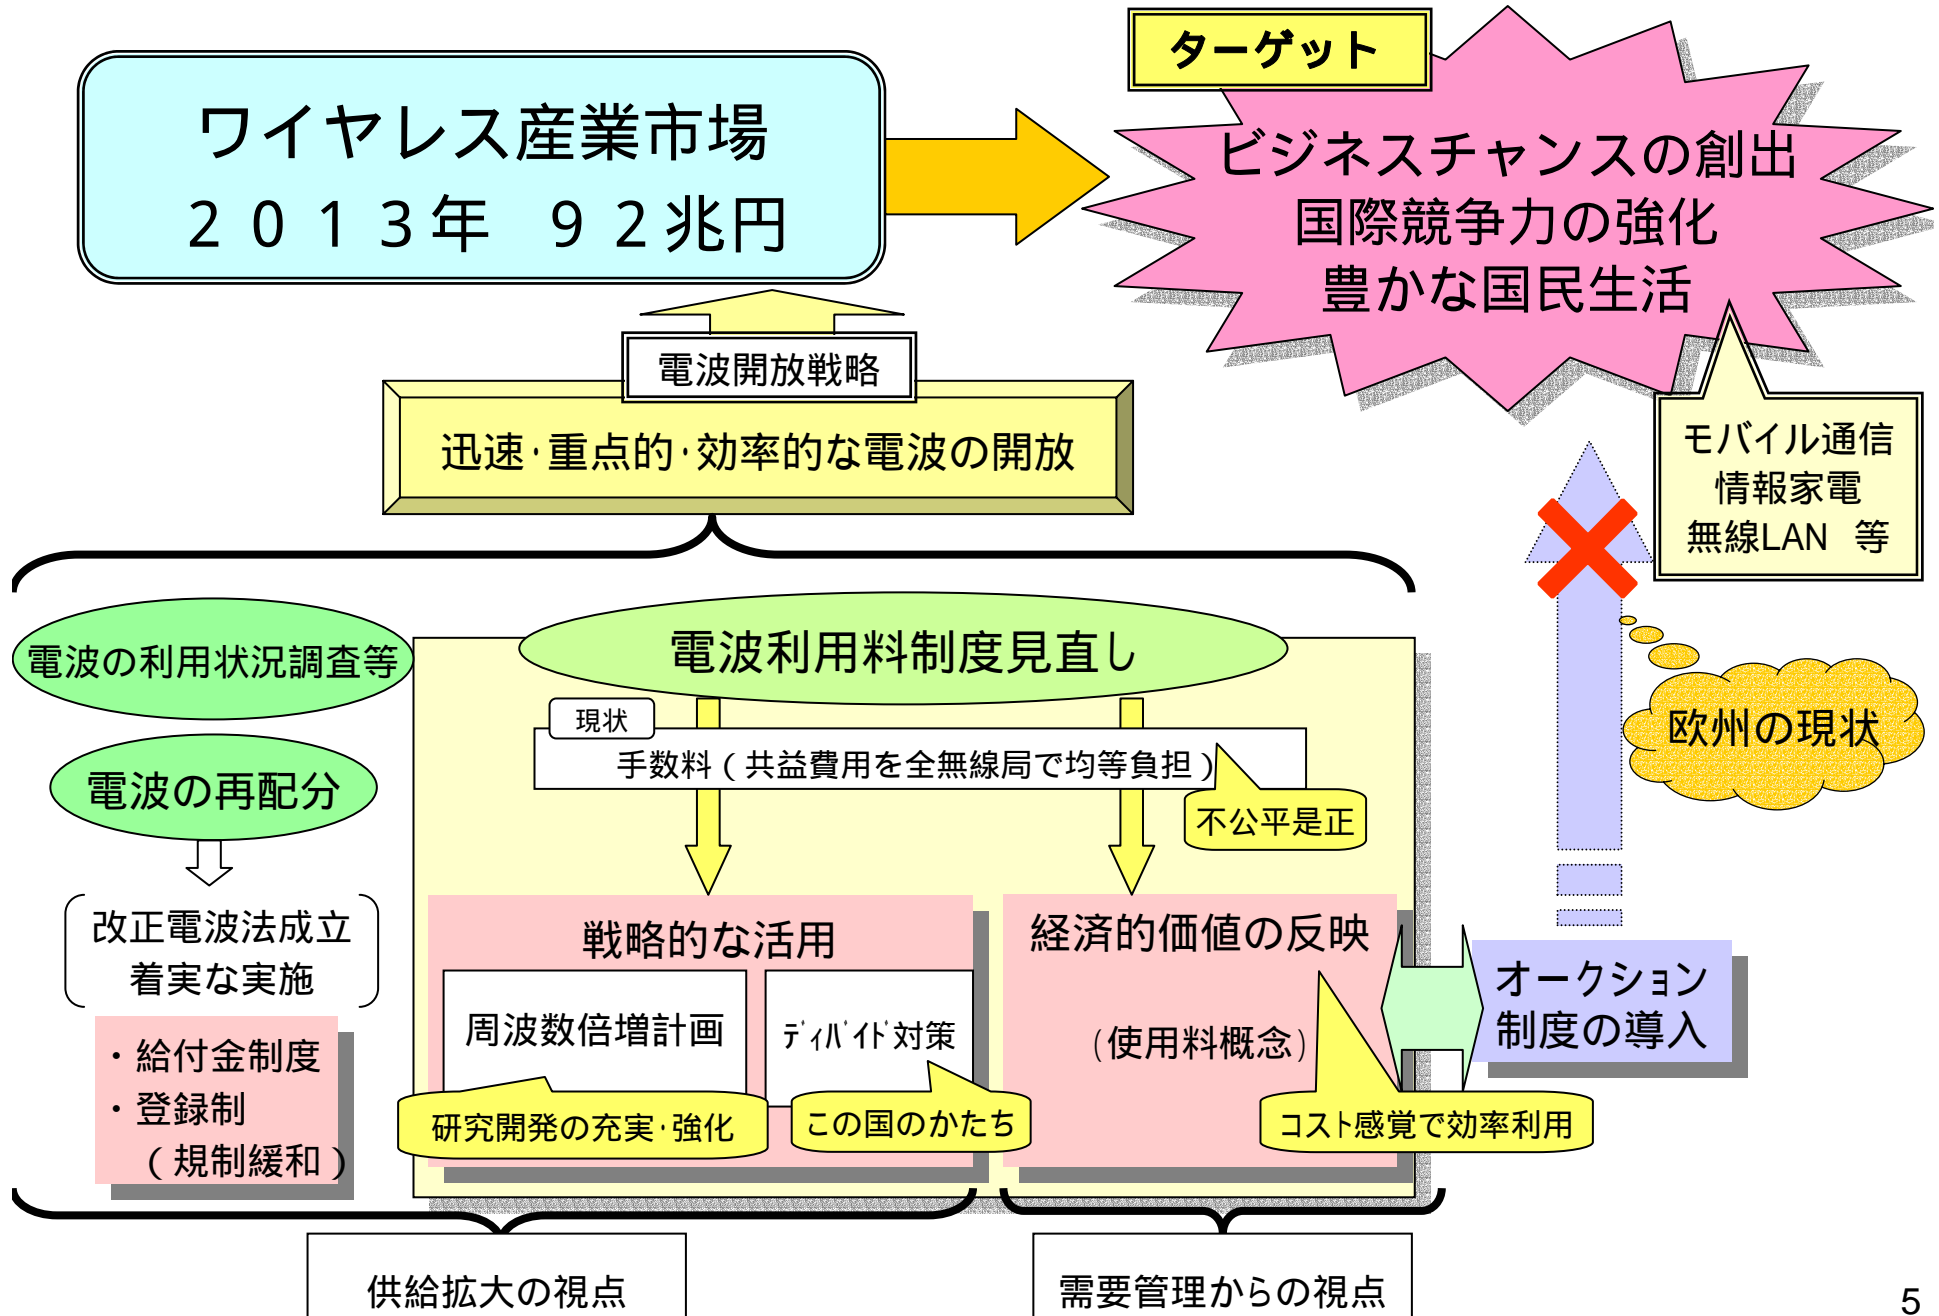 ターゲット
ワイヤレス産業市場
２０１３年　９２兆円
ビジネスチャンスの創出
国際競争力の強化
豊かな国民生活
電波開放戦略
迅速・重点的・効率的な電波の開放
モバイル通信
情報家電
無線LAN　等
電波の利用状況調査等
電波利用料制度見直し
現状
手数料（共益費用を全無線局で均等負担）
不公平是正
欧州の現状
電波の再配分
改正電波法成立
着実な実施
・給付金制度
・登録制
（規制緩和）
戦略的な活用
周波数倍増計画
ﾃﾞｨﾊﾞｲﾄﾞ対策
研究開発の充実・強化
この国のかたち
経済的価値の反映
(使用料概念)
コスト感覚で効率利用
オークション
制度の導入
供給拡大の視点
需要管理からの視点
5